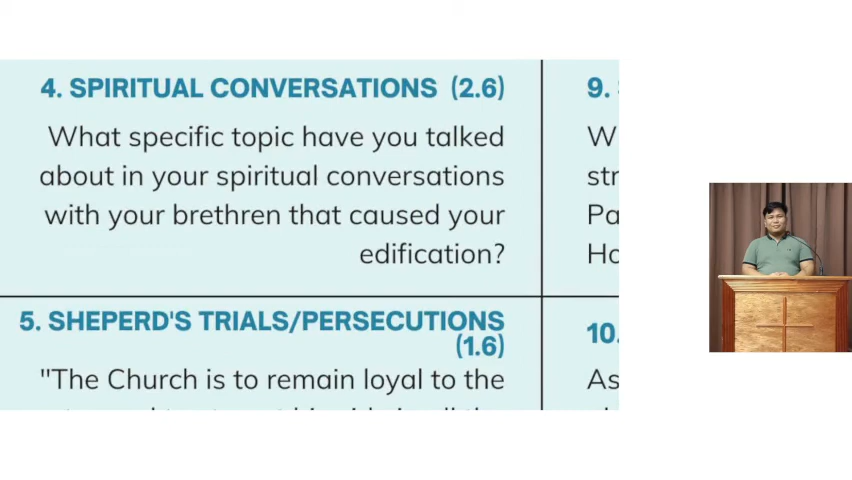 4. SPIRITUAL CONVERSATIONS (2.6)
What specific topic have you talked
about in your spiritual conversations
with your brethren that caused your
edification?
5. SHEPERD'S TRIALS/PERSECUTIONS
(1.6)
"The Church is to remain loyal to the
9.
10.